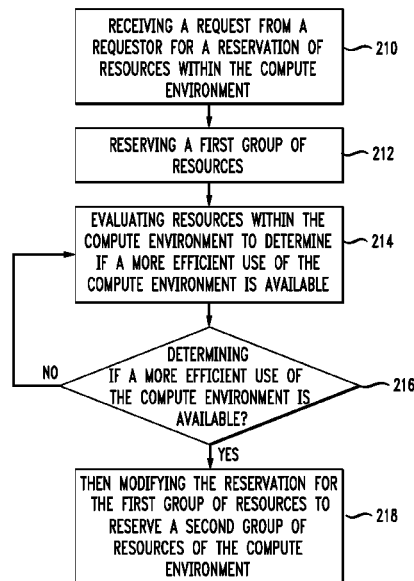 RECEIVING A REQUEST FROM A
REQUESTOR FOR A RESERVATION OF
RESOURCES WITHIN THE COMPUTE
ENVIRONMENT
210
RESERVING A FIRST GROUP OF
RESOURCES
212
EVALUATING RESOURCES WITHIN THE
COMPUTE ENVIRONMENT TO DETERMINE
IF A MORE EFFICIENT USE OF THE
COMPUTE ENVIRONMENT IS AVAILABLE
214
NO
DETERMINING
IF A MORE EFFICIENT USE OF
THE COMPUTE ENVIRONMENT IS
AVAILABLE?
216
YES
THEN MODIFYING THE RESERVATION FOR
THE FIRST GROUP OF RESOURCES TO
RESERVE A SECOND GROUP OF
RESOURCES OF THE COMPUTE
ENVIRONMENT
218